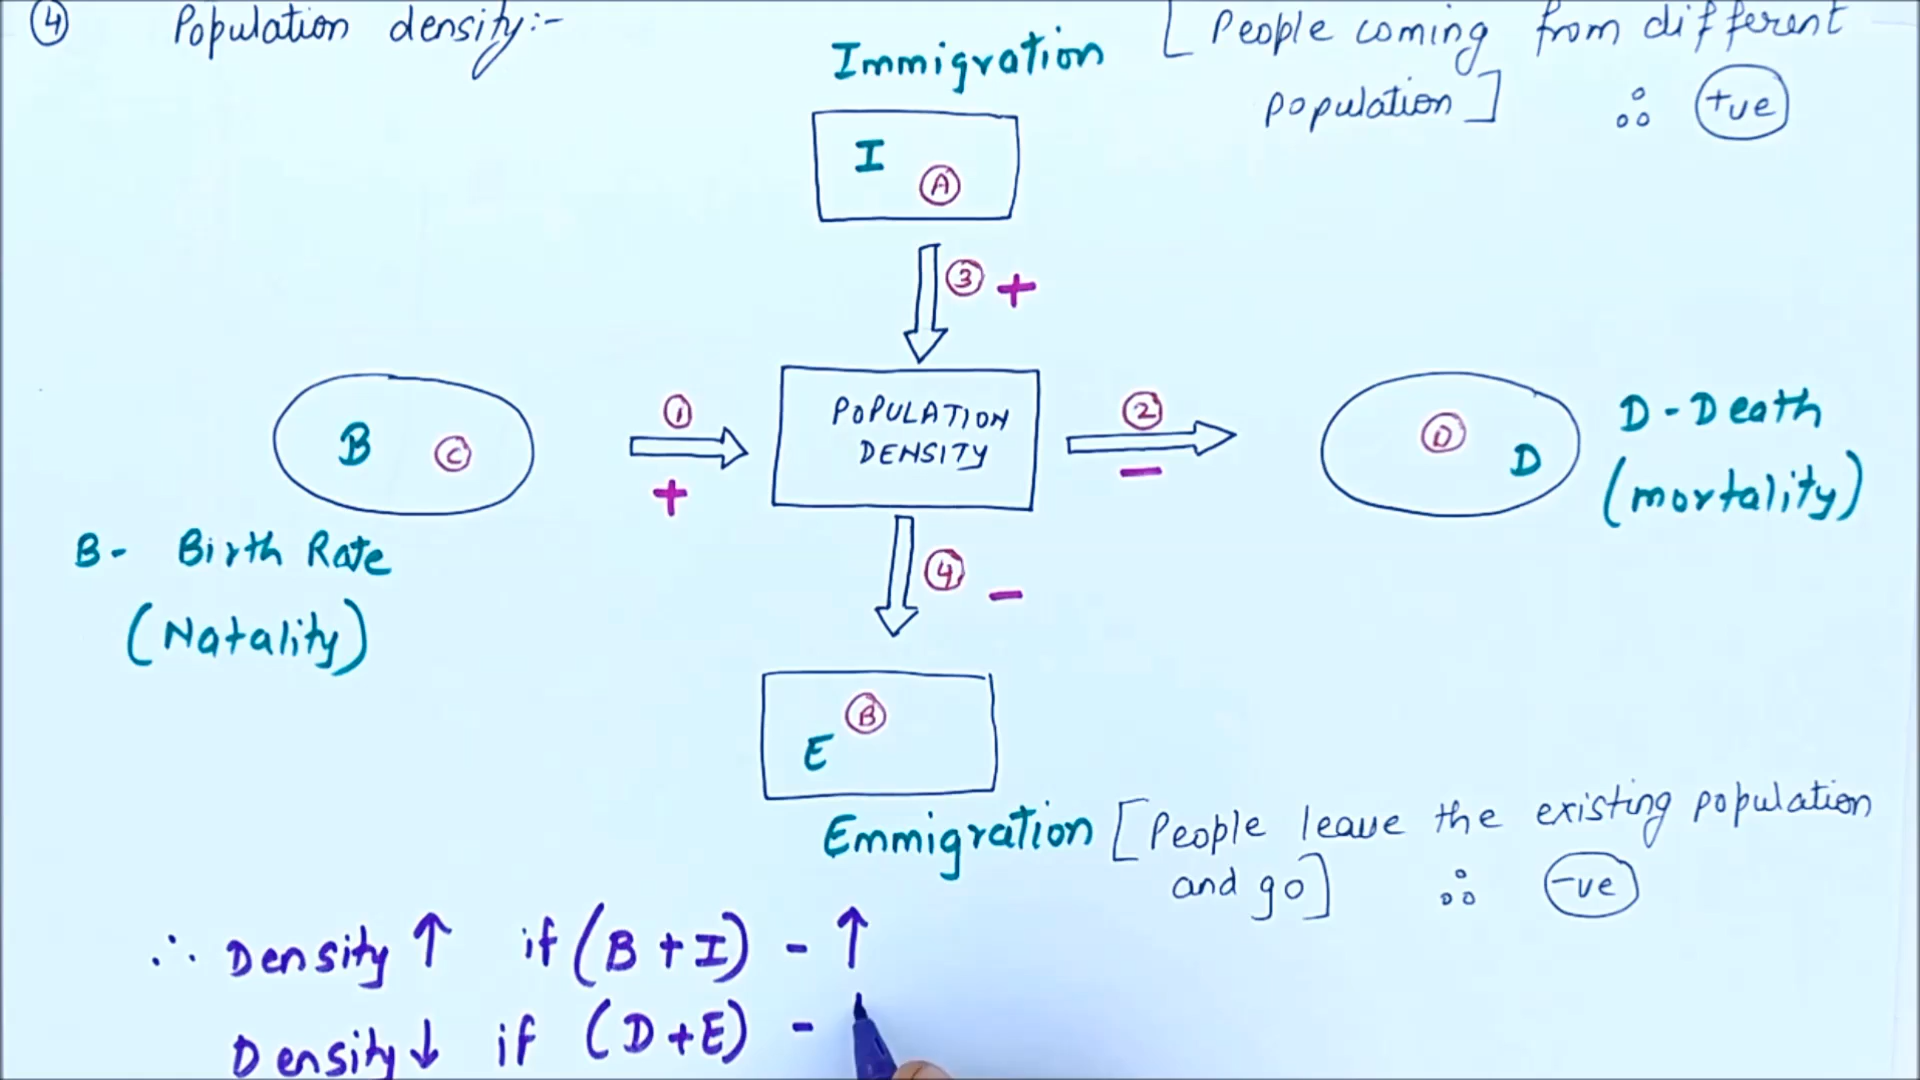 ④ Population density:-
Immigration [People coming from different
population] ∴ +ve
I Ⓐ
③ +
B Ⓒ
① +
POPULATION
DENSITY
② -
Ⓓ D
D - Death
(mortality)
B- Birth Rate
(Natality)
④ -
Ⓑ
E
Emmigration [People leave the existing population
and go] ∴ -ve
∴ Density ↑ if (B + I) - ↑
Density ↓ if (D + E) -